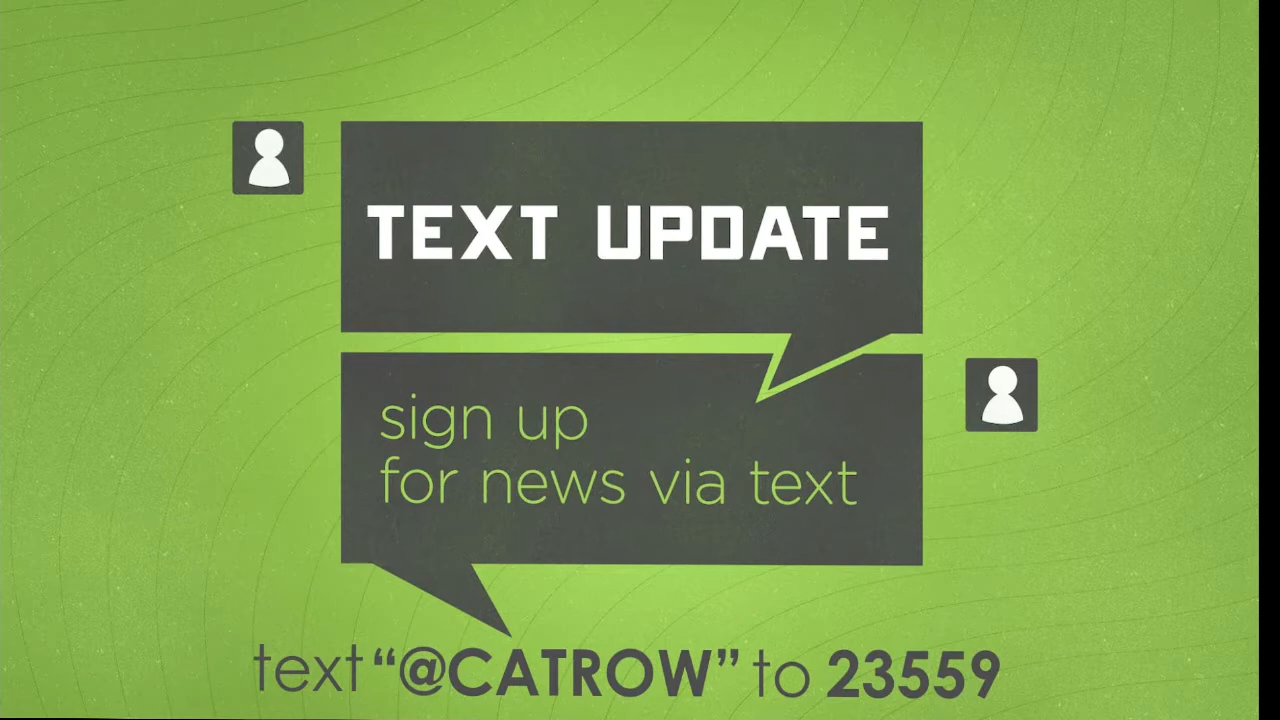 TEXT UPDATE
sign up
for news via text
text “@CATROW” to 23559